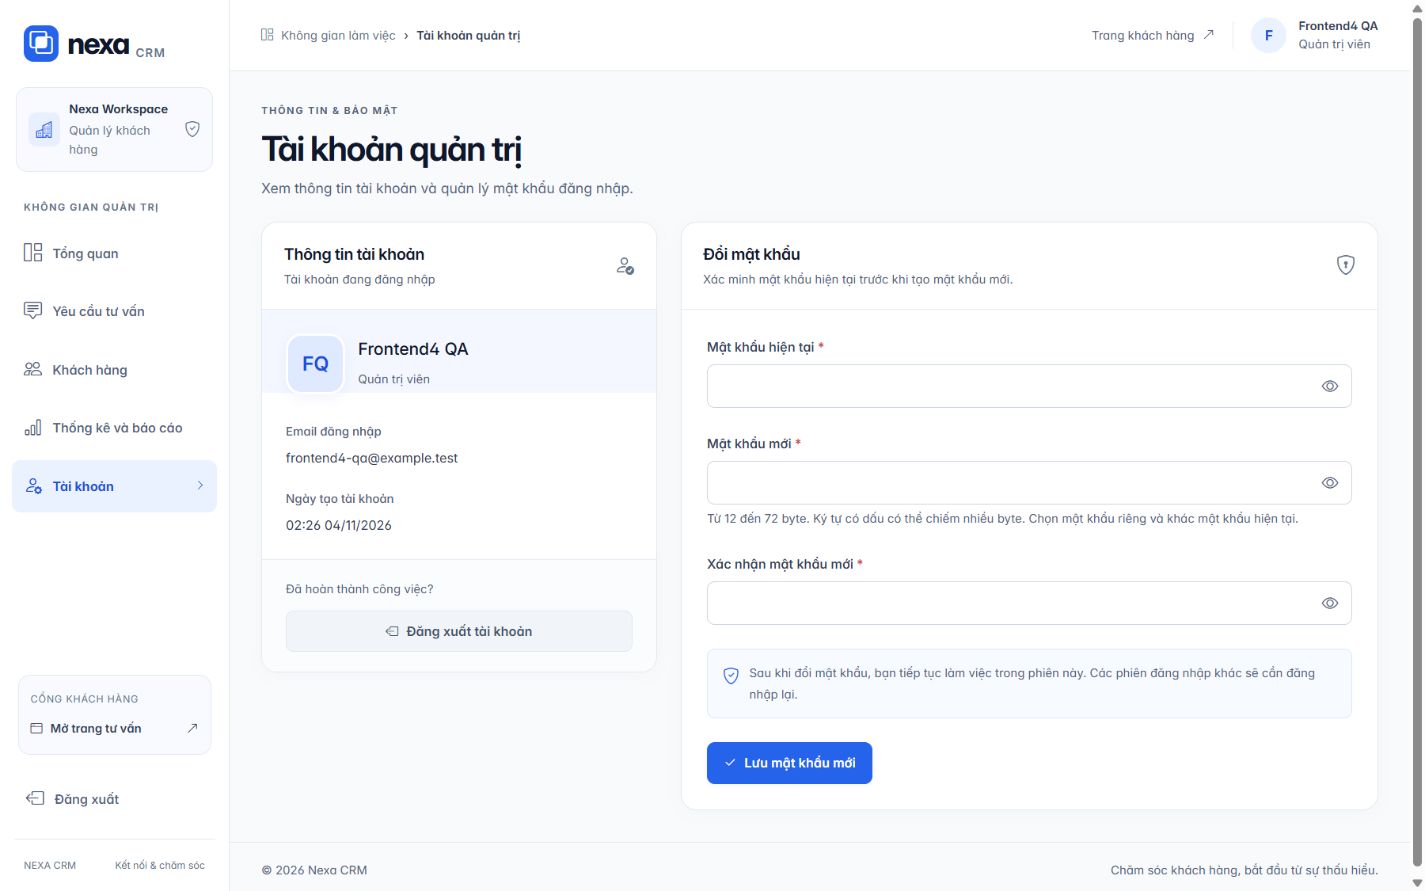 nexa CRM
Nexa Workspace
Quản lý khách
hàng
KHÔNG GIAN QUẢN TRỊ
Tổng quan
Yêu cầu tư vấn
Khách hàng
Thống kê và báo cáo
Tài khoản
CỔNG KHÁCH HÀNG
Mở trang tư vấn
Đăng xuất
NEXA CRM
Kết nối & chăm sóc
Không gian làm việc › Tài khoản quản trị
Trang khách hàng
F
Frontend4 QA
Quản trị viên
THÔNG TIN & BẢO MẬT
Tài khoản quản trị
Xem thông tin tài khoản và quản lý mật khẩu đăng nhập.
Thông tin tài khoản
Tài khoản đang đăng nhập
FQ
Frontend4 QA
Quản trị viên
Email đăng nhập
frontend4-qa@example.test
Ngày tạo tài khoản
02:26 04/11/2026
Đã hoàn thành công việc?
Đăng xuất tài khoản
Đổi mật khẩu
Xác minh mật khẩu hiện tại trước khi tạo mật khẩu mới.
Mật khẩu hiện tại *
Mật khẩu mới *
Từ 12 đến 72 byte. Ký tự có dấu có thể chiếm nhiều byte. Chọn mật khẩu riêng và khác mật khẩu hiện tại.
Xác nhận mật khẩu mới *
Sau khi đổi mật khẩu, bạn tiếp tục làm việc trong phiên này. Các phiên đăng nhập khác sẽ cần đăng
nhập lại.
Lưu mật khẩu mới
© 2026 Nexa CRM
Chăm sóc khách hàng, bắt đầu từ sự thấu hiểu.